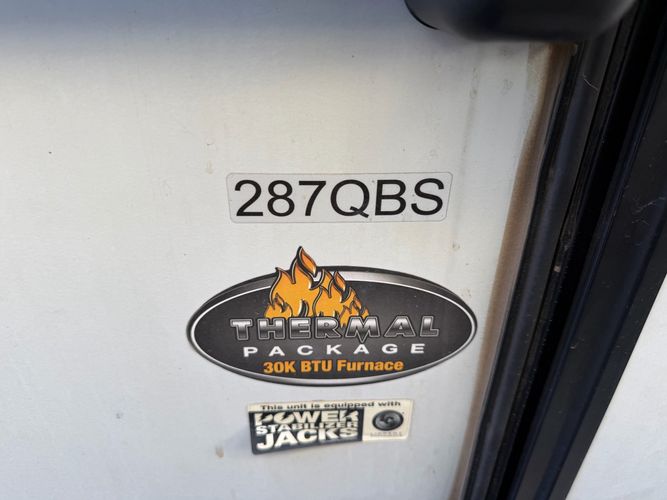 287QBS
THERMAL
PACKAGE
30K BTU Furnace
This unit is equipped with
POWER
STABILIZER
JACKS